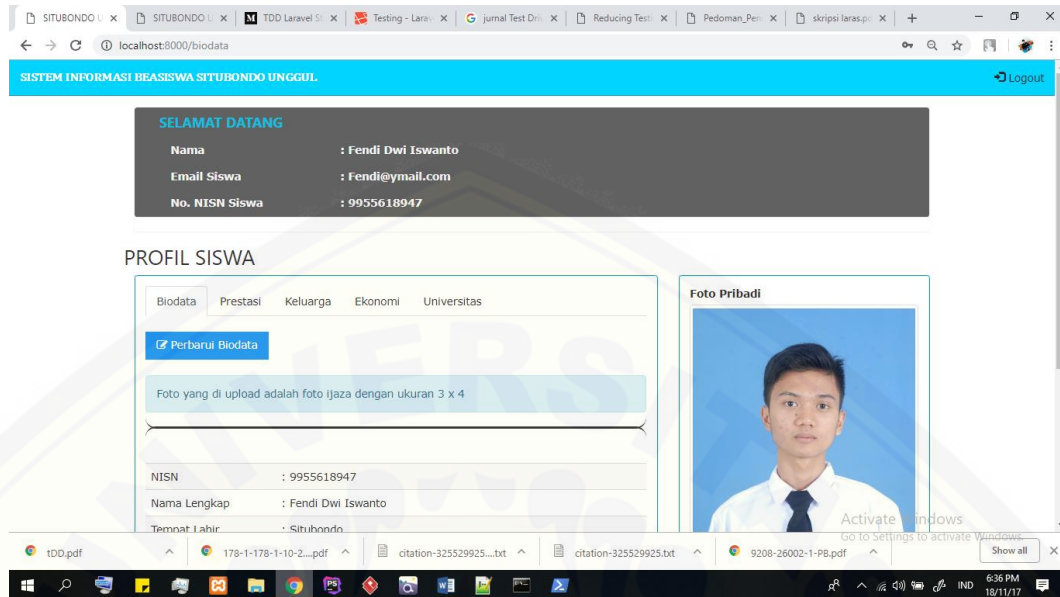 SITUBONDO U
SITUBONDO U
TDD Laravel
Testing - Larav
jurnal Test Driv
Reducing Testi
Pedoman_Pen
skripsi laras.pd
localhost:8000/biodata
SISTEM INFORMASI BEASISWA SITUBONDO UNGGUL
Logout
SELAMAT DATANG
Nama : Fendi Dwi Iswanto
Email Siswa : Fendi@ymail.com
No. NISN Siswa : 9955618947
PROFIL SISWA
Biodata Prestasi Keluarga Ekonomi Universitas
Perbarui Biodata
Foto yang di upload adalah foto ijaza dengan ukuran 3 x 4
NISN : 9955618947
Nama Lengkap : Fendi Dwi Iswanto
Tempat Lahir : Situbondo
Foto Pribadi
Activate Windows
Go to Settings to activate Windows.
tDD.pdf
178-1-178-1-10-2....pdf
citation-325529925....txt
citation-325529925.txt
9208-26002-1-PB.pdf
Show all
IND
6:36 PM
18/11/17
UNIVERSITAS